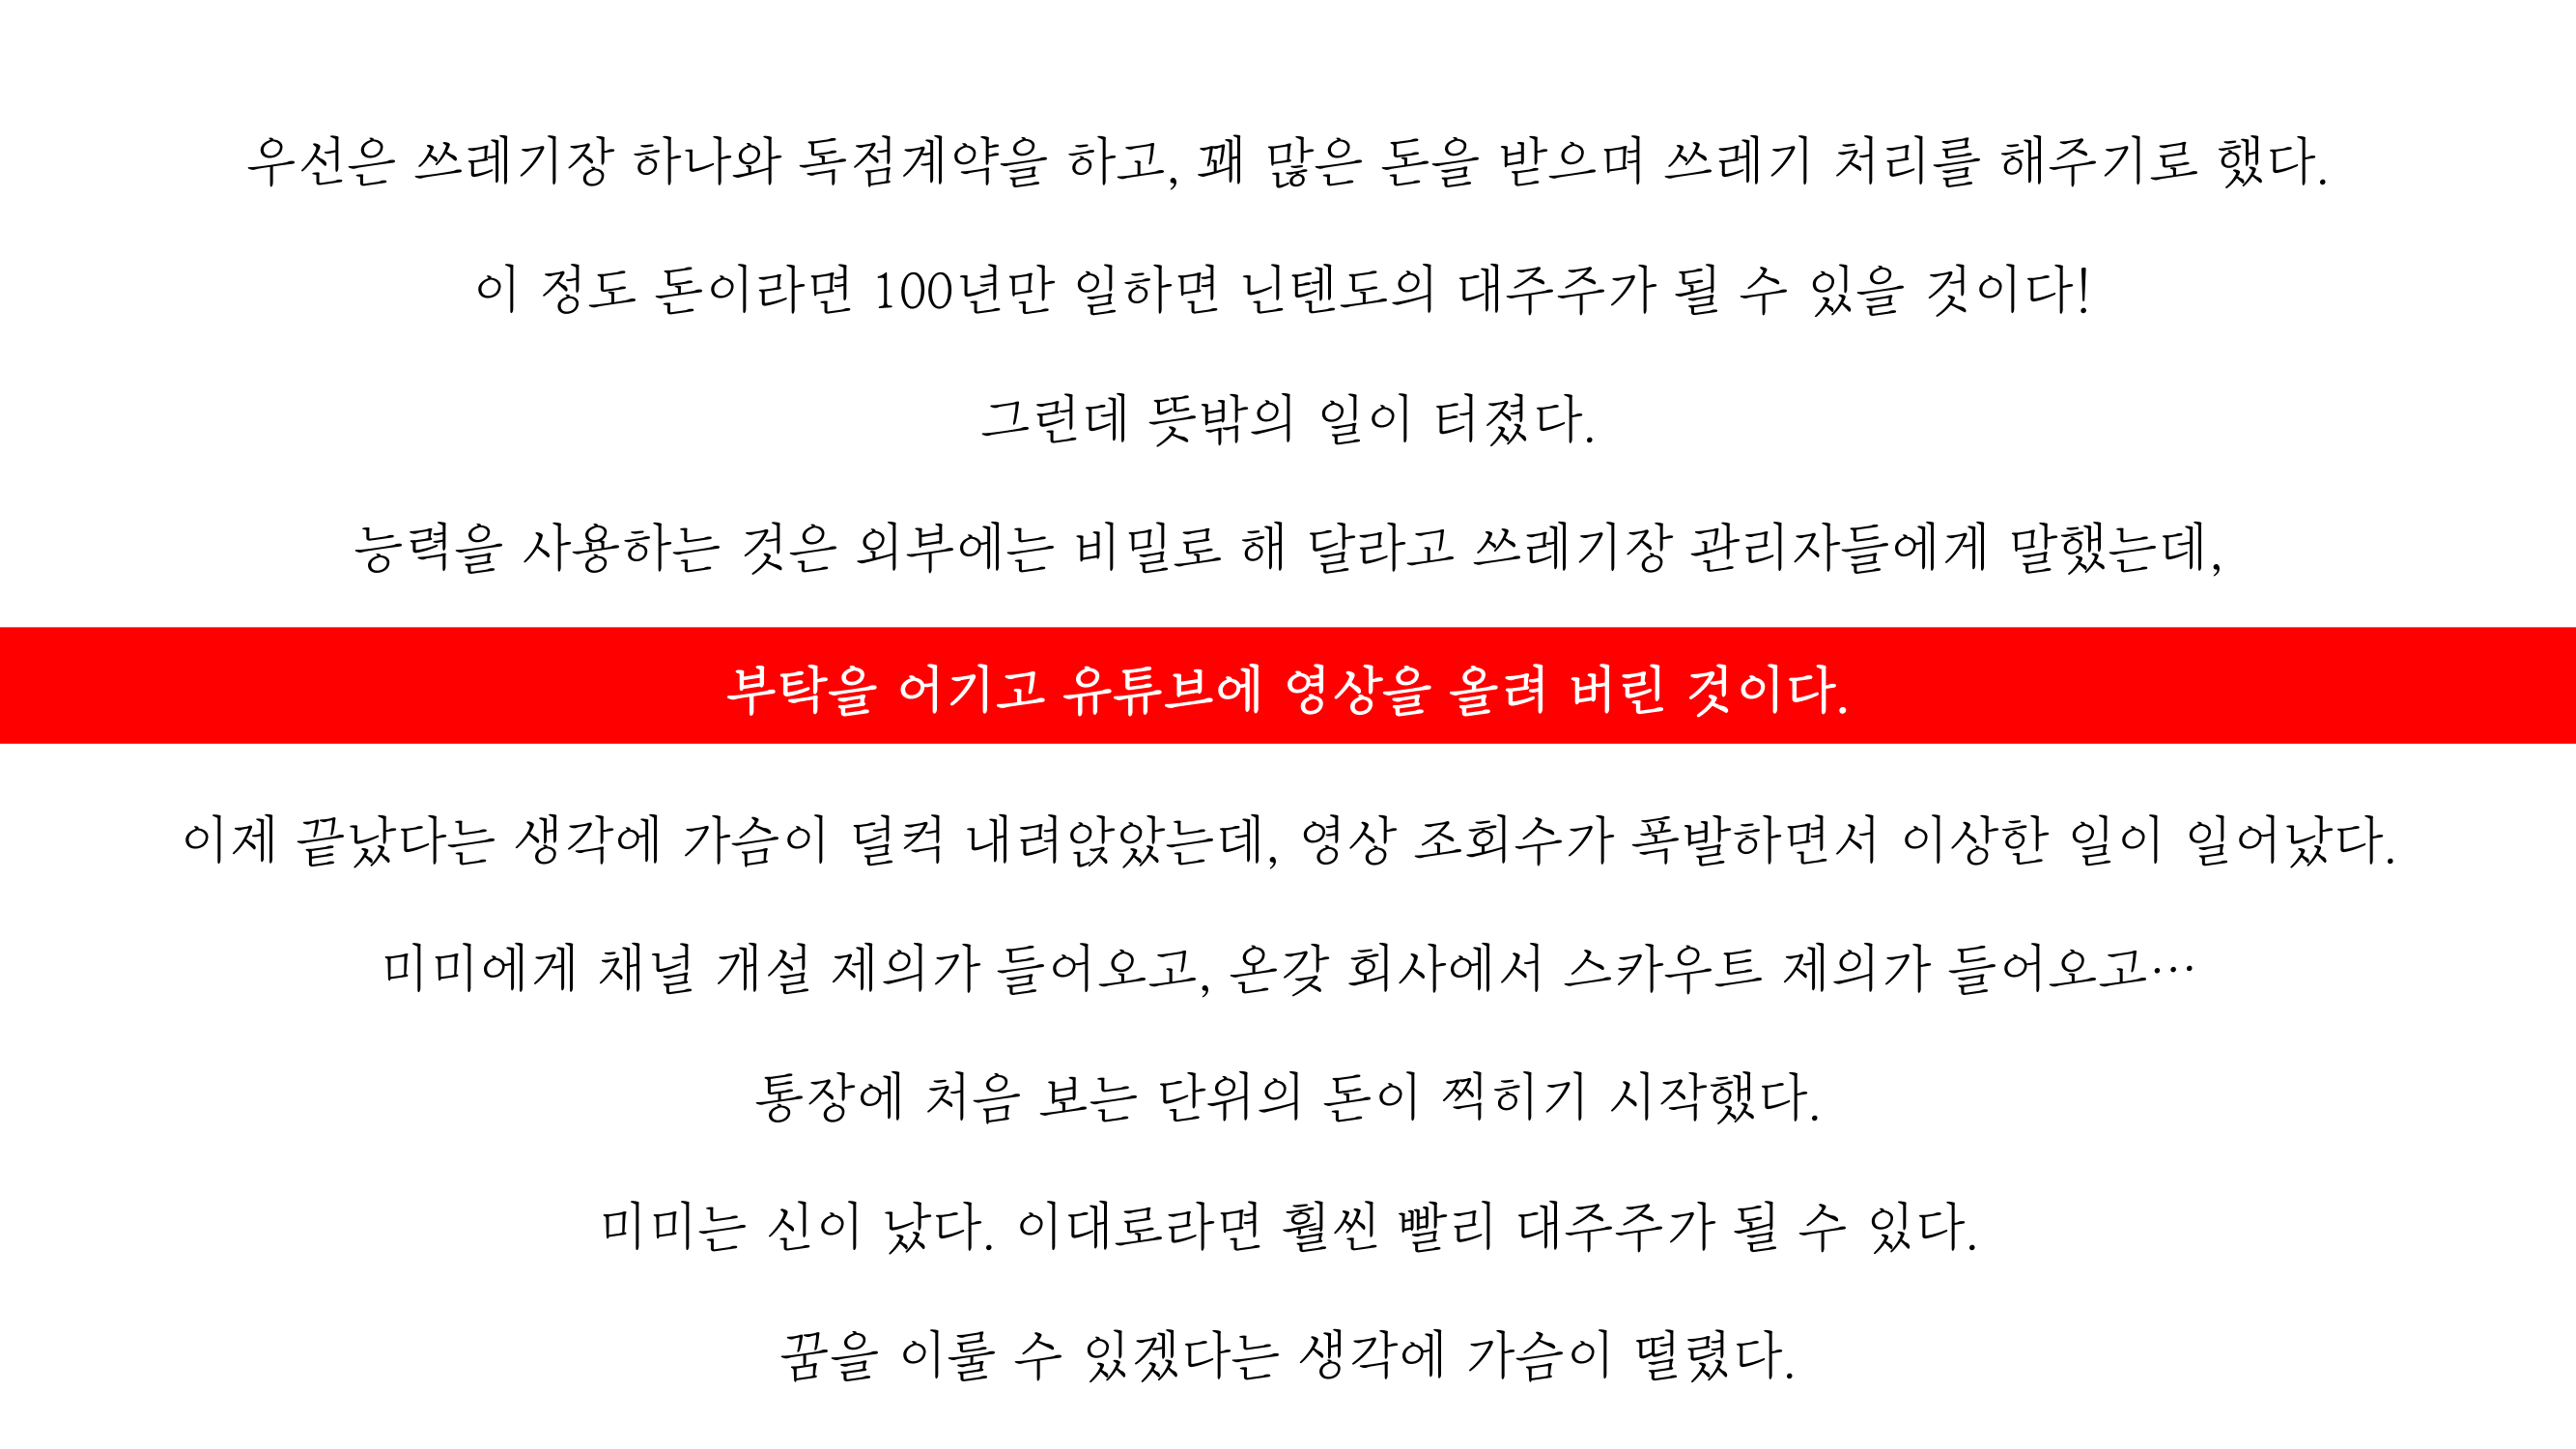 우선은 쓰레기장 하나와 독점계약을 하고, 꽤 많은 돈을 받으며 쓰레기 처리를 해주기로 했다.
이 정도 돈이라면 100년만 일하면 닌텐도의 대주주가 될 수 있을 것이다!
그런데 뜻밖의 일이 터졌다.
능력을 사용하는 것은 외부에는 비밀로 해 달라고 쓰레기장 관리자들에게 말했는데,
부탁을 어기고 유튜브에 영상을 올려 버린 것이다.
이제 끝났다는 생각에 가슴이 덜컥 내려앉았는데, 영상 조회수가 폭발하면서 이상한 일이 일어났다.
미미에게 채널 개설 제의가 들어오고, 온갖 회사에서 스카우트 제의가 들어오고…
통장에 처음 보는 단위의 돈이 찍히기 시작했다.
미미는 신이 났다. 이대로라면 훨씬 빨리 대주주가 될 수 있다.
꿈을 이룰 수 있겠다는 생각에 가슴이 떨렸다.